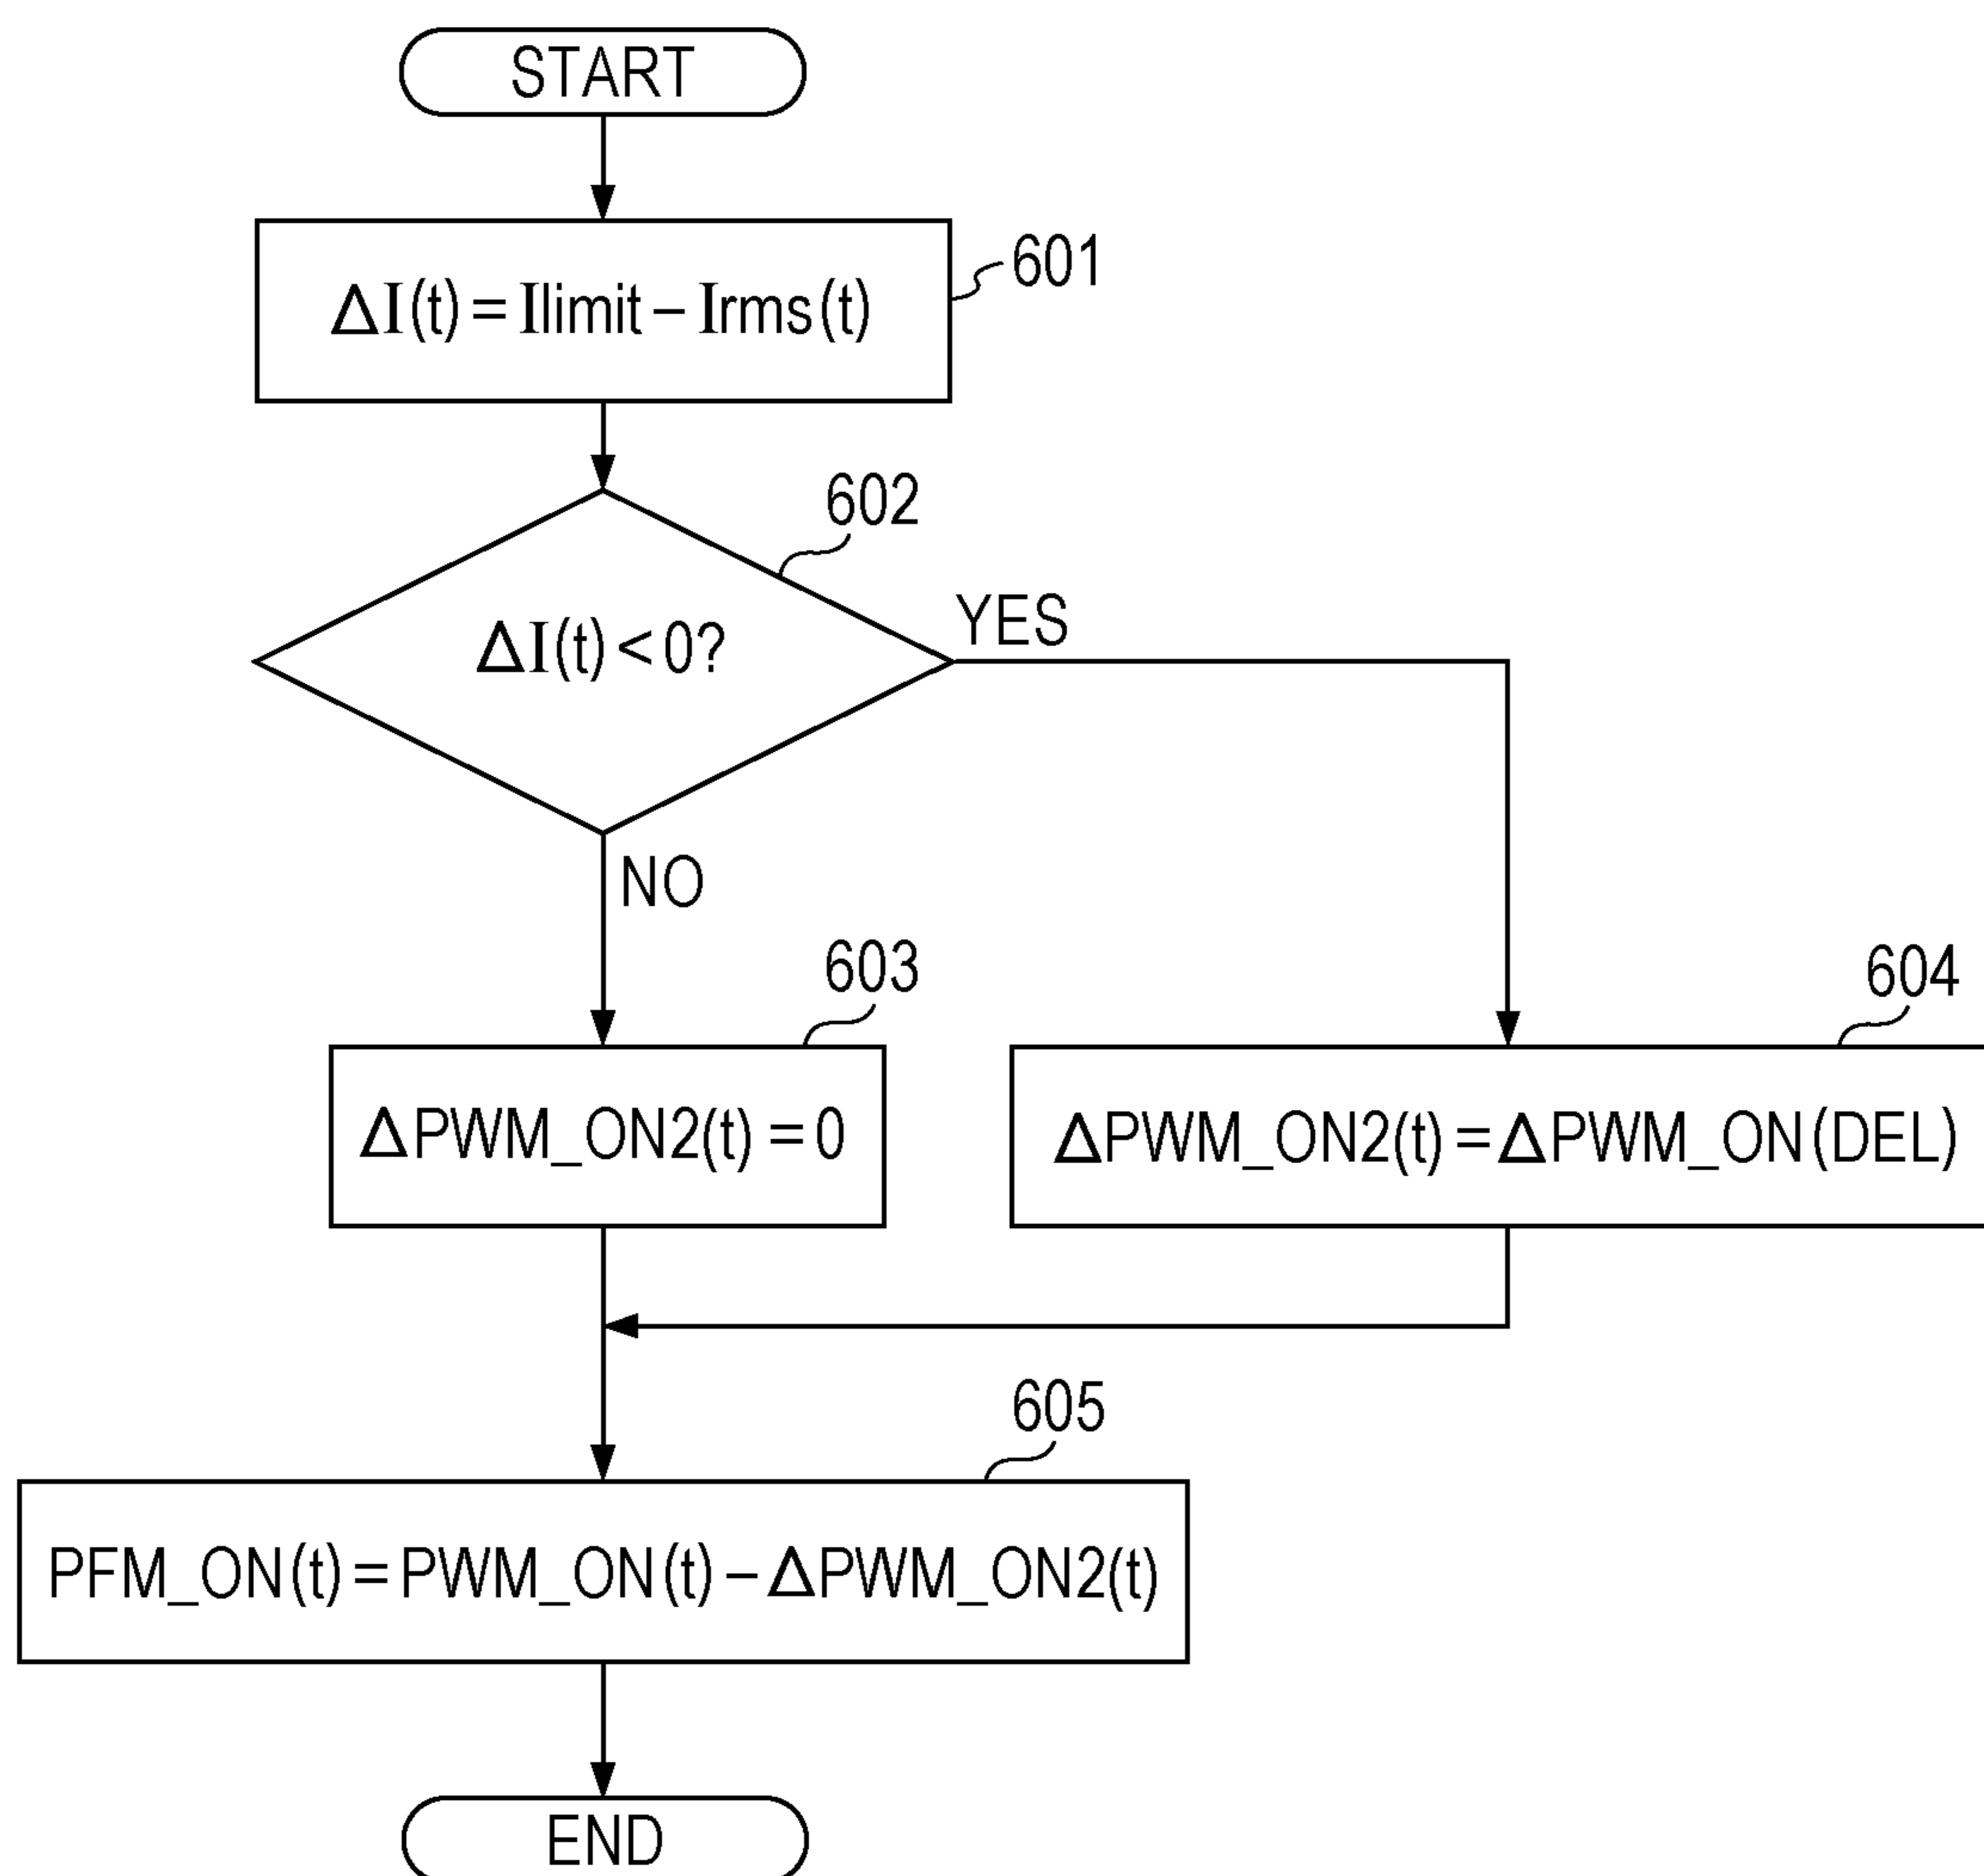 START
ΔI(t)=Ilimit–Irms(t)
601
602
ΔI(t)<0?
YES
NO
603
604
ΔPWM_ON2(t)=0
ΔPWM_ON2(t)=ΔPWM_ON(DEL)
605
PFM_ON(t)=PWM_ON(t)–ΔPWM_ON2(t)
END